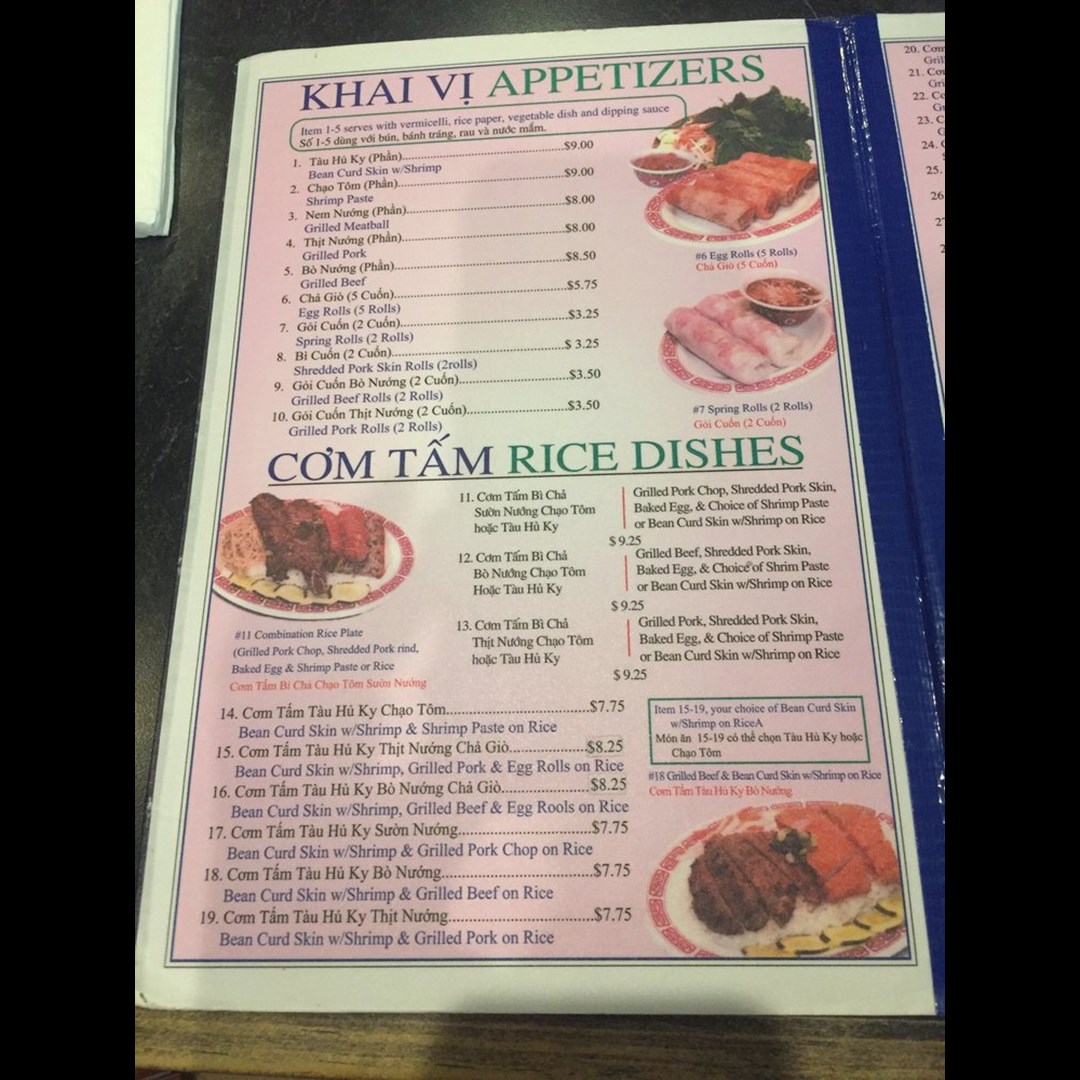 KHAI VỊ APPETIZERS
Item 1-5 serves with vermicelli, rice paper, vegetable dish and dipping sauce
Số 1-5 dùng với bún, bánh tráng, rau và nước mắm.
1. Tàu Hủ Ky (Phần)...$9.00
Bean Curd Skin w/Shrimp
2. Chạo Tôm (Phần)...$9.00
Shrimp Paste
3. Nem Nướng (Phần)...$8.00
Grilled Meatball
4. Thịt Nướng (Phần)...$8.00
Grilled Pork
5. Bò Nướng (Phần)...$8.50
Grilled Beef
6. Chả Giò (5 Cuốn)...$5.75
Egg Rolls (5 Rolls)
7. Gỏi Cuốn (2 Cuốn)...$3.25
Spring Rolls (2 Rolls)
8. Bì Cuốn (2 Cuốn)...$ 3.25
Shredded Pork Skin Rolls (2rolls)
9. Gỏi Cuốn Bò Nướng (2 Cuốn)...$3.50
Grilled Beef Rolls (2 Rolls)
10. Gỏi Cuốn Thịt Nướng (2 Cuốn)...$3.50
Grilled Pork Rolls (2 Rolls)
#6 Egg Rolls (5 Rolls)
Chả Giò (5 Cuốn)
#7 Spring Rolls (2 Rolls)
Gỏi Cuốn (2 Cuốn)
CƠM TẤM RICE DISHES
11. Cơm Tấm Bì Chả
Sườn Nướng Chạo Tôm
hoặc Tàu Hủ Ky
Grilled Pork Chop, Shredded Pork Skin,
Baked Egg, & Choice of Shrimp Paste
or Bean Curd Skin w/Shrimp on Rice
$ 9.25
12. Cơm Tấm Bì Chả
Bò Nướng Chạo Tôm
Hoặc Tàu Hủ Ky
Grilled Beef, Shredded Pork Skin,
Baked Egg, & Choice of Shrim Paste
or Bean Curd Skin w/Shrimp on Rice
$ 9.25
13. Cơm Tấm Bì Chả
Thịt Nướng Chạo Tôm
hoặc Tàu Hủ Ky
Grilled Pork, Shredded Pork Skin,
Baked Egg, & Choice of Shrimp Paste
or Bean Curd Skin w/Shrimp on Rice
$ 9.25
#11 Combination Rice Plate
(Grilled Pork Chop, Shredded Pork rind,
Baked Egg & Shrimp Paste or Rice
Cơm Tấm Bì Chả Chạo Tôm Sườn Nướng
14. Cơm Tấm Tàu Hủ Ky Chạo Tôm...$7.75
Bean Curd Skin w/Shrimp & Shrimp Paste on Rice
15. Cơm Tấm Tàu Hủ Ky Thịt Nướng Chả Giò...$8.25
Bean Curd Skin w/Shrimp, Grilled Pork & Egg Rolls on Rice
16. Cơm Tấm Tàu Hủ Ky Bò Nướng Chả Giò...$8.25
Bean Curd Skin w/Shrimp, Grilled Beef & Egg Rools on Rice
17. Cơm Tấm Tàu Hủ Ky Sườn Nướng...$7.75
Bean Curd Skin w/Shrimp & Grilled Pork Chop on Rice
18. Cơm Tấm Tàu Hủ Ky Bò Nướng...$7.75
Bean Curd Skin w/Shrimp & Grilled Beef on Rice
19. Cơm Tấm Tàu Hủ Ky Thịt Nướng...$7.75
Bean Curd Skin w/Shrimp & Grilled Pork on Rice
Item 15-19, your choice of Bean Curd Skin
w/Shrimp on RiceA
Món ăn 15-19 có thể chọn Tàu Hủ Ky hoặc
Chạo Tôm
#18 Grilled Beef & Bean Curd Skin w/Shrimp on Rice
Cơm Tấm Tàu Hủ Ky Bò Nướng
20. Cơm
21.
22.
23.
24.
25.
26